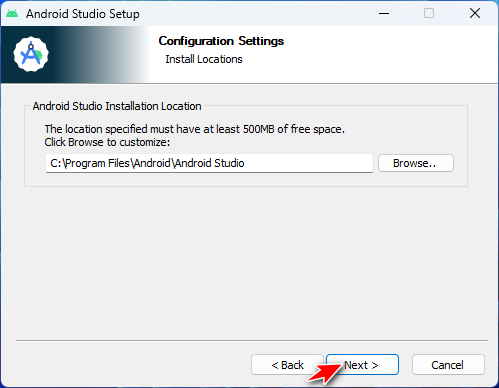 Android Studio Setup
Configuration Settings
Install Locations
Android Studio Installation Location
The location specified must have at least 500MB of free space.
Click Browse to customize:
C:\Program Files\Android\Android Studio
Browse..
< Back
Next >
Cancel